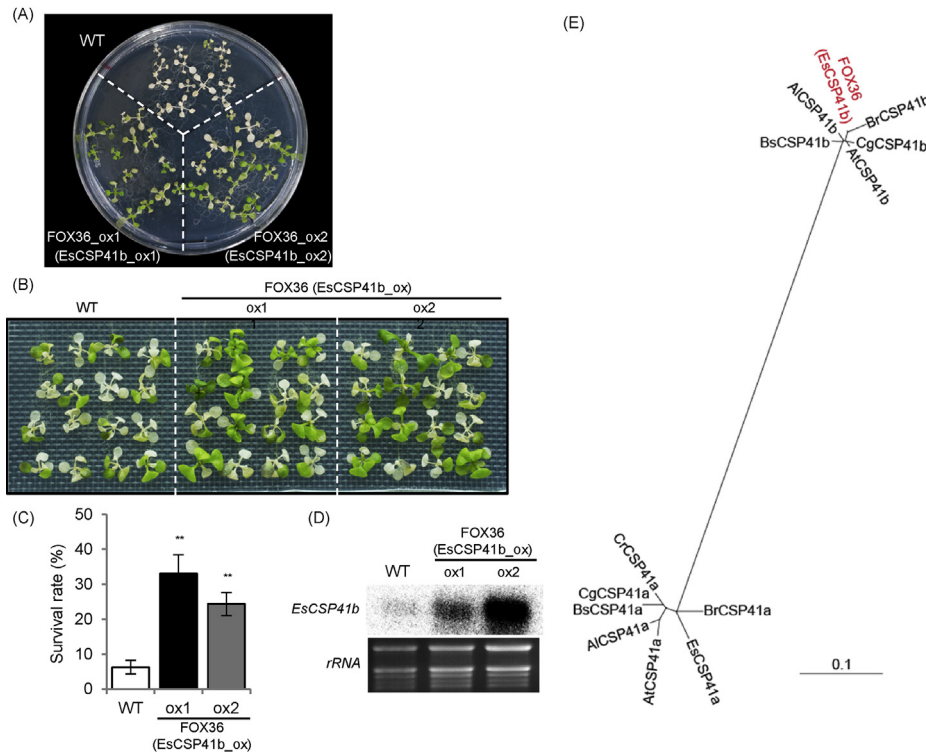 (A)
WT
FOX36_ox1
(EsCSP41b_ox1)
FOX36_ox2
(EsCSP41b_ox2)
(B)
FOX36 (EsCSP41b_ox)
WT
ox1
ox2
1
2
(C)
Survival rate (%)
50
40
30
20
10
0
**
**
WT
ox1
ox2
FOX36
(EsCSP41b_ox)
(D)
FOX36
(EsCSP41b_ox)
WT
ox1
ox2
EsCSP41b
rRNA
(E)
FOX36
(EsCSP41b)
AlCSP41b
BrCSP41b
BsCSP41b
CgCSP41b
AtCSP41b
CrCSP41a
CgCSP41a
BsCSP41a
BrCSP41a
AlCSP41a
AtCSP41a
EsCSP41a
0.1